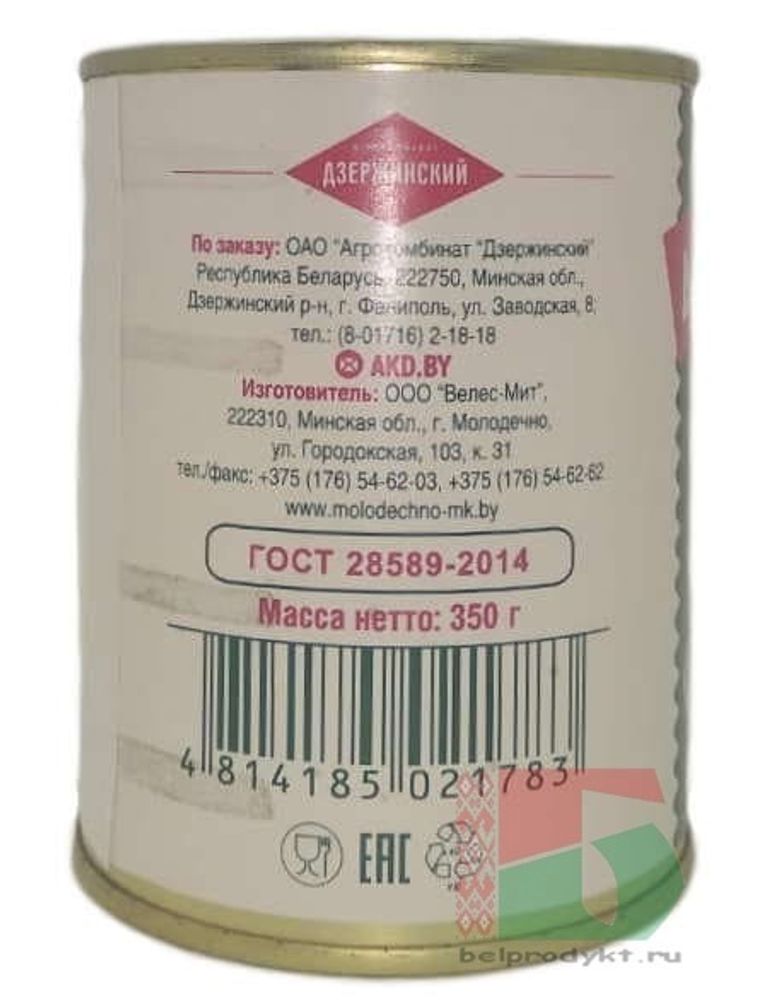 ДЗЕРЖИНСКИЙ
По заказу: ОАО "Агрокомбинат "Дзержинский"
Республика Беларусь, 222750, Минская обл.,
Дзержинский р-н, г. Фаниполь, ул. Заводская, 8,
тел.: (8-01716) 2-18-18
AKD.BY
Изготовитель: ООО "Велес-Мит",
222310, Минская обл., г. Молодечно,
ул. Городокская, 103, к. 31
тел./факс: +375 (176) 54-62-03, +375 (176) 54-62-62
www.molodechno-mk.by
ГОСТ 28589-2014
Масса нетто: 350 г
4 814185 021783
EAC
belprodykt.ru